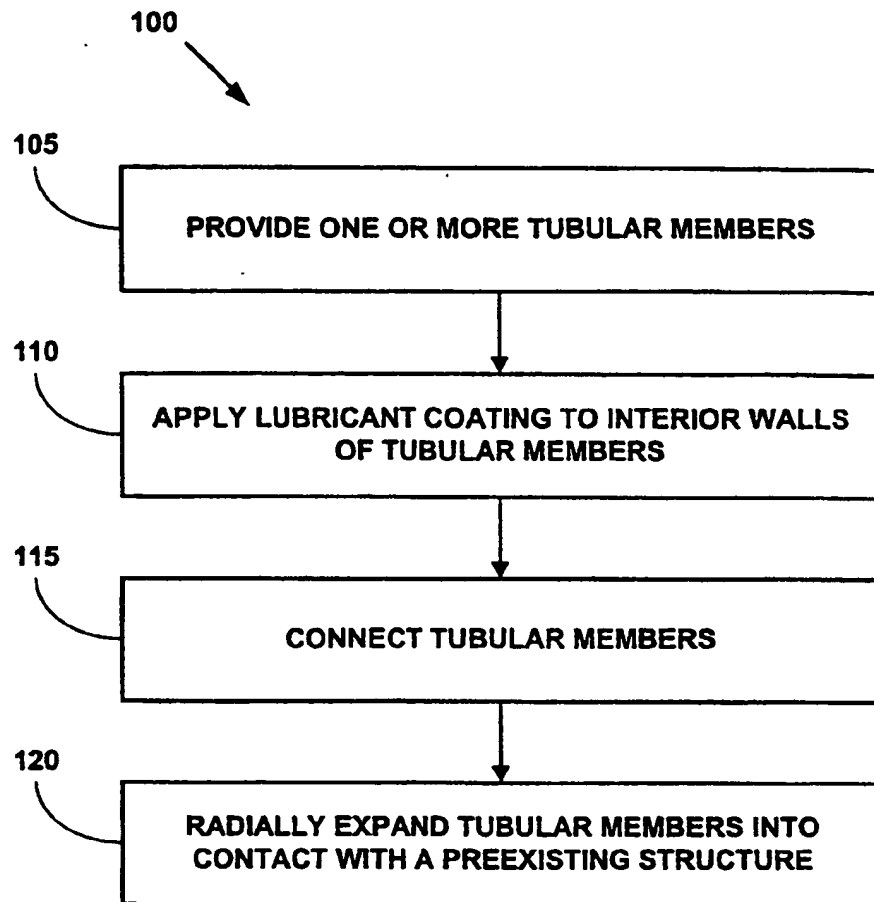 100
105
PROVIDE ONE OR MORE TUBULAR MEMBERS
110
APPLY LUBRICANT COATING TO INTERIOR WALLS
OF TUBULAR MEMBERS
115
CONNECT TUBULAR MEMBERS
120
RADIALLY EXPAND TUBULAR MEMBERS INTO
CONTACT WITH A PREEXISTING STRUCTURE